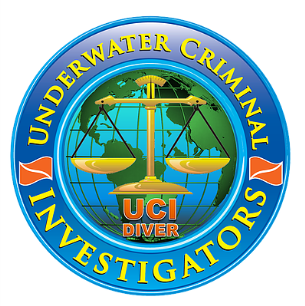 UNDERWATER CRIMINAL
INVESTIGATORS
UCI
DIVER